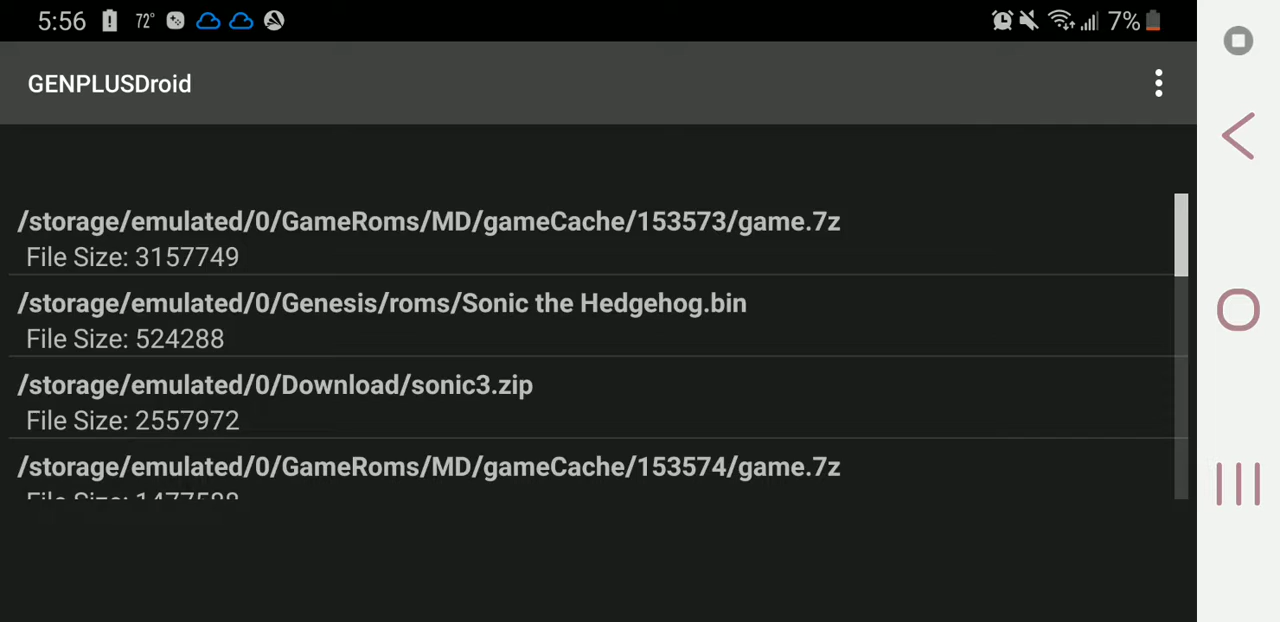 5:56 72° 7%
GENPLUSDroid
/storage/emulated/0/GameRoms/MD/gameCache/153573/game.7z
File Size: 3157749
/storage/emulated/0/Genesis/roms/Sonic the Hedgehog.bin
File Size: 524288
/storage/emulated/0/Download/sonic3.zip
File Size: 2557972
/storage/emulated/0/GameRoms/MD/gameCache/153574/game.7z
File Size: